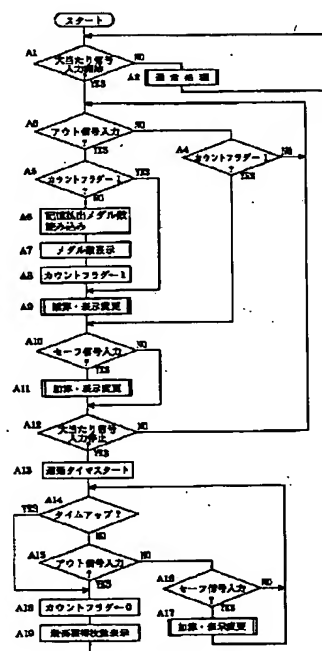 スタート
A1
大当たり信号
入力開始
?
NO
YES
A2
通常処理
A3
アウト信号入力
?
NO
YES
A4
カウントフラグ=1
?
NO
YES
A5
カウントフラグ=1
?
YES
NO
A6
記憶払出メダル数
読み込み
A7
メダル数表示
A8
カウントフラグ=1
A9
減算・表示変更
A10
セーフ信号入力
?
NO
YES
A11
加算・表示変更
A12
大当たり信号
入力停止
?
NO
YES
A13
遅延タイマスタート
A14
タイムアップ?
YES
NO
A15
アウト信号入力
?
NO
YES
A16
セーフ信号入力
?
NO
YES
A17
加算・表示変更
A18
カウントフラグ=0
A19